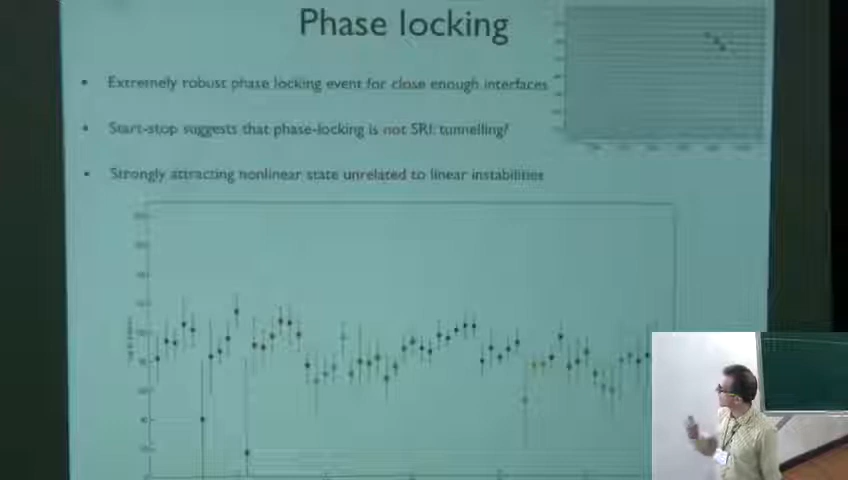 Phase locking
• Extremely robust phase locking event for close enough interfaces
• Start-stop suggests that phase-locking is not SRI: tunnelling?
• Strongly attracting nonlinear state unrelated to linear instabilities